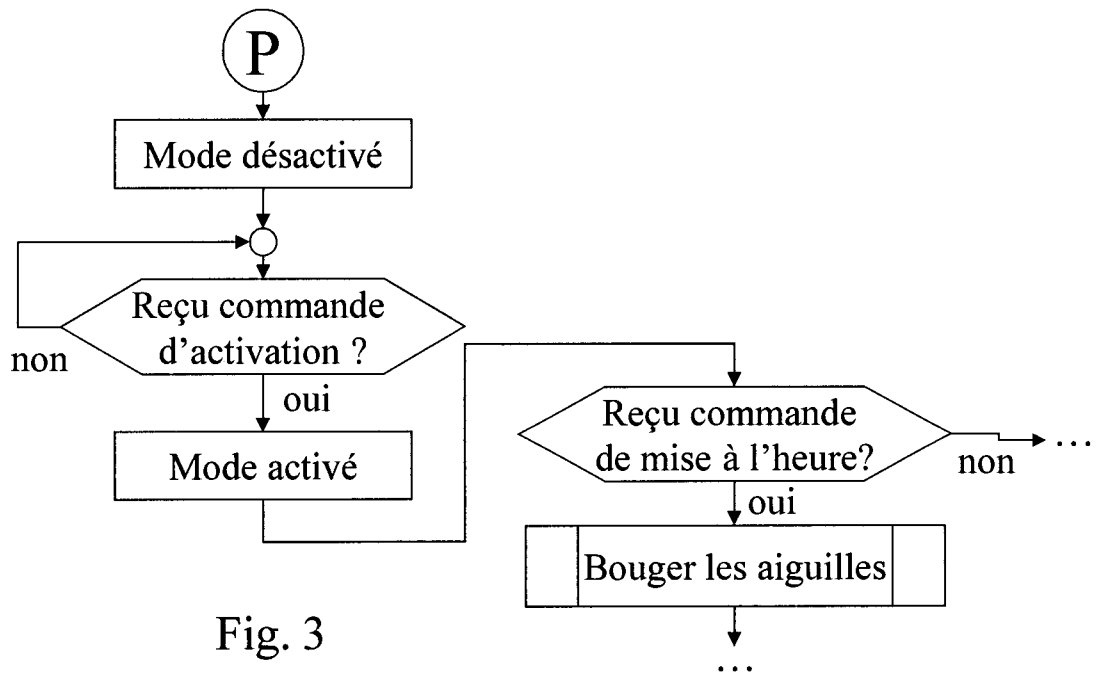 P
Mode désactivé
Reçu commande
d'activation ?
non
oui
Mode activé
Reçu commande
de mise à l'heure?
non
...
oui
Bouger les aiguilles
...
Fig. 3